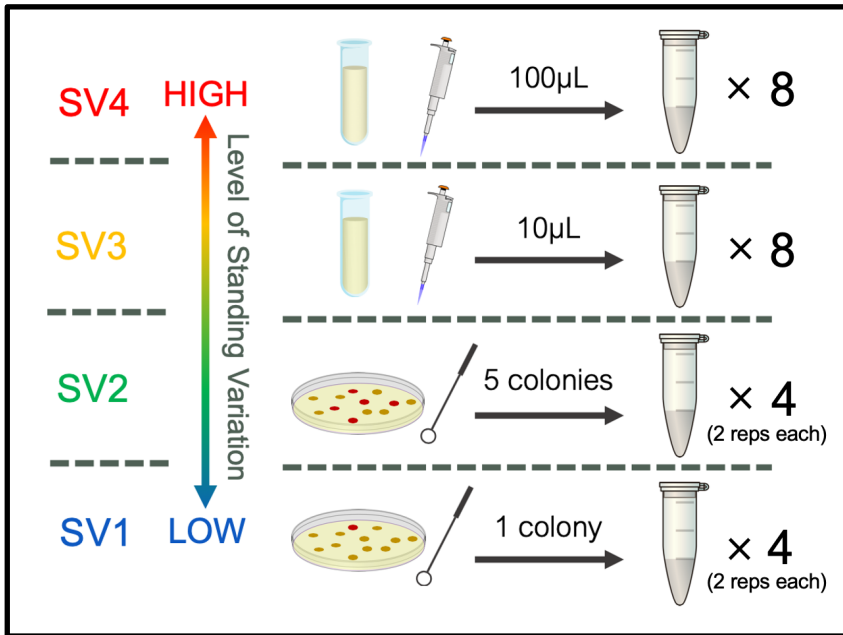 SV4 HIGH 100µL × 8
Level of Standing Variation
SV3 10µL × 8
SV2 5 colonies × 4
(2 reps each)
SV1 LOW 1 colony × 4
(2 reps each)